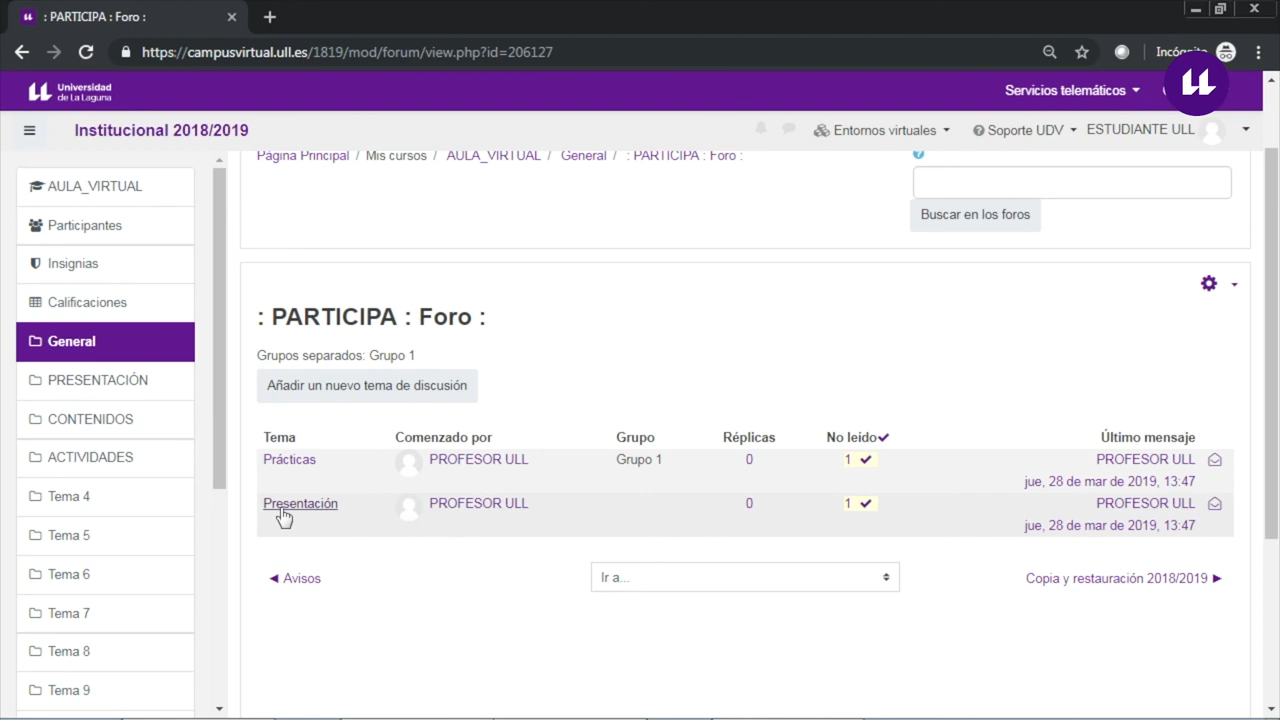 : PARTICIPA : Foro :
https://campusvirtual.ull.es/1819/mod/forum/view.php?id=206127
Universidad
de La Laguna
Servicios telemáticos
Institucional 2018/2019
Entornos virtuales
Soporte UDV
ESTUDIANTE ULL
Página Principal / Mis cursos / AULA_VIRTUAL / General / : PARTICIPA : Foro :
Buscar en los foros
AULA_VIRTUAL
Participantes
Insignias
Calificaciones
General
PRESENTACIÓN
CONTENIDOS
ACTIVIDADES
Tema 4
Tema 5
Tema 6
Tema 7
Tema 8
Tema 9
: PARTICIPA : Foro :
Grupos separados: Grupo 1
Añadir un nuevo tema de discusión
Tema Comenzado por Grupo Réplicas No leído Último mensaje
Prácticas PROFESOR ULL Grupo 1 0 1 PROFESOR ULL
jue, 28 de mar de 2019, 13:47
Presentación PROFESOR ULL 0 1 PROFESOR ULL
jue, 28 de mar de 2019, 13:47
◄ Avisos
Ir a...
Copia y restauración 2018/2019 ►